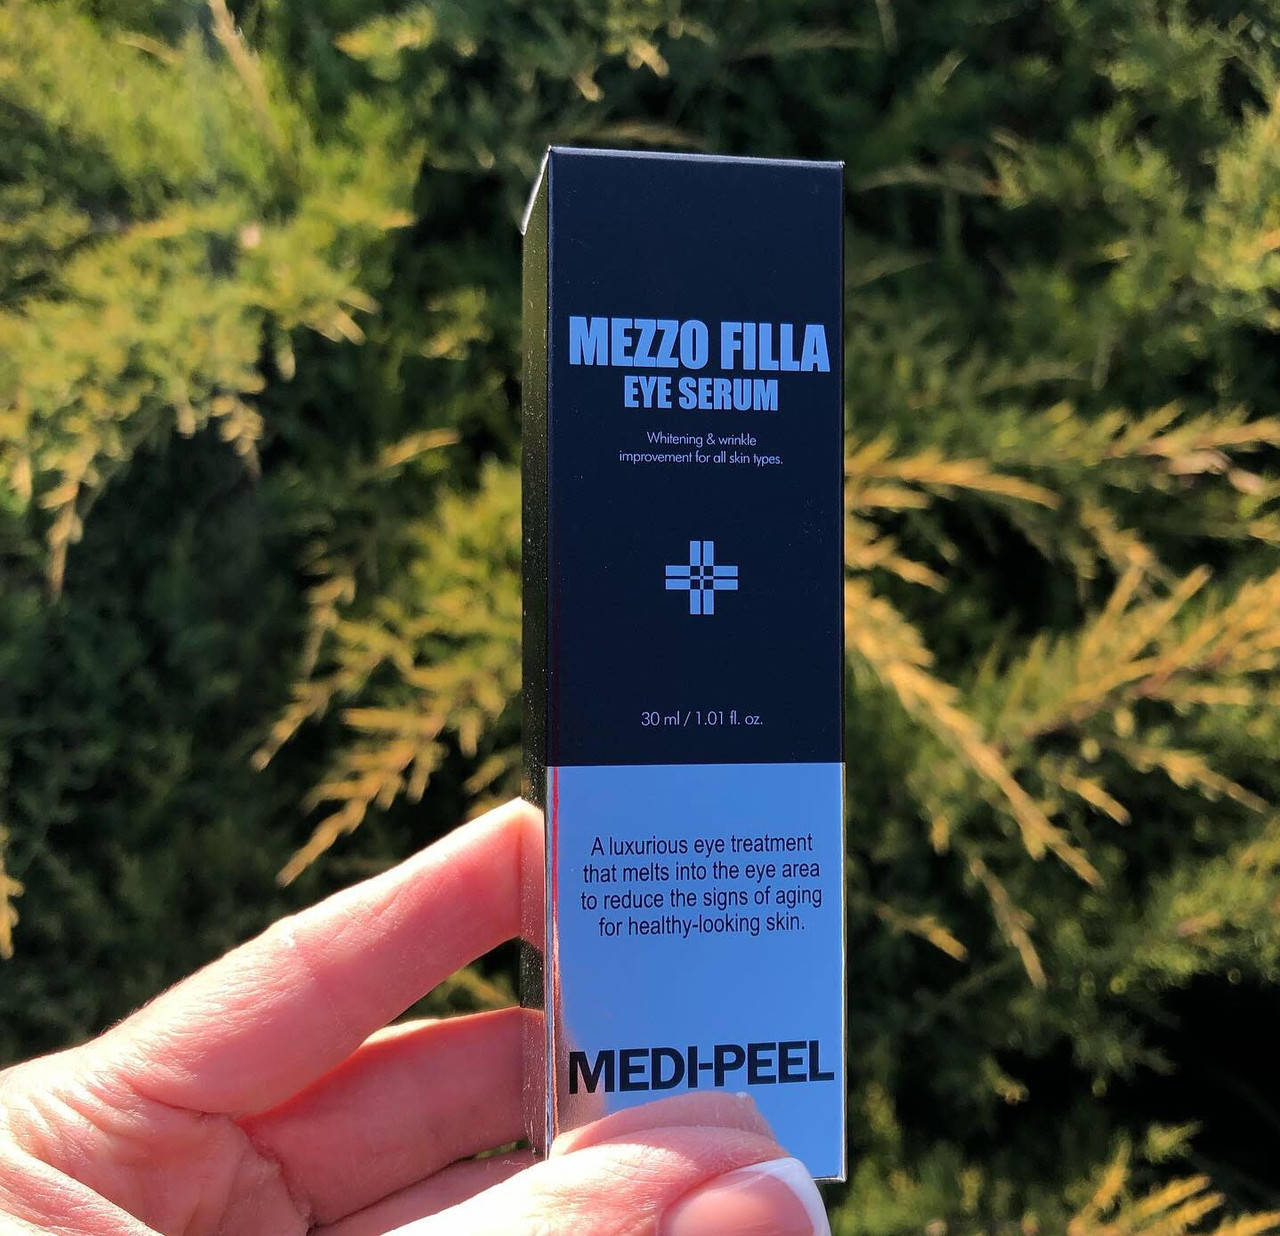 MEZZO FILLA
EYE SERUM
Whitening & wrinkle
improvement for all skin types.
30 ml / 1.01 fl. oz.
A luxurious eye treatment
that melts into the eye area
to reduce the signs of aging
for healthy-looking skin.
MEDI-PEEL